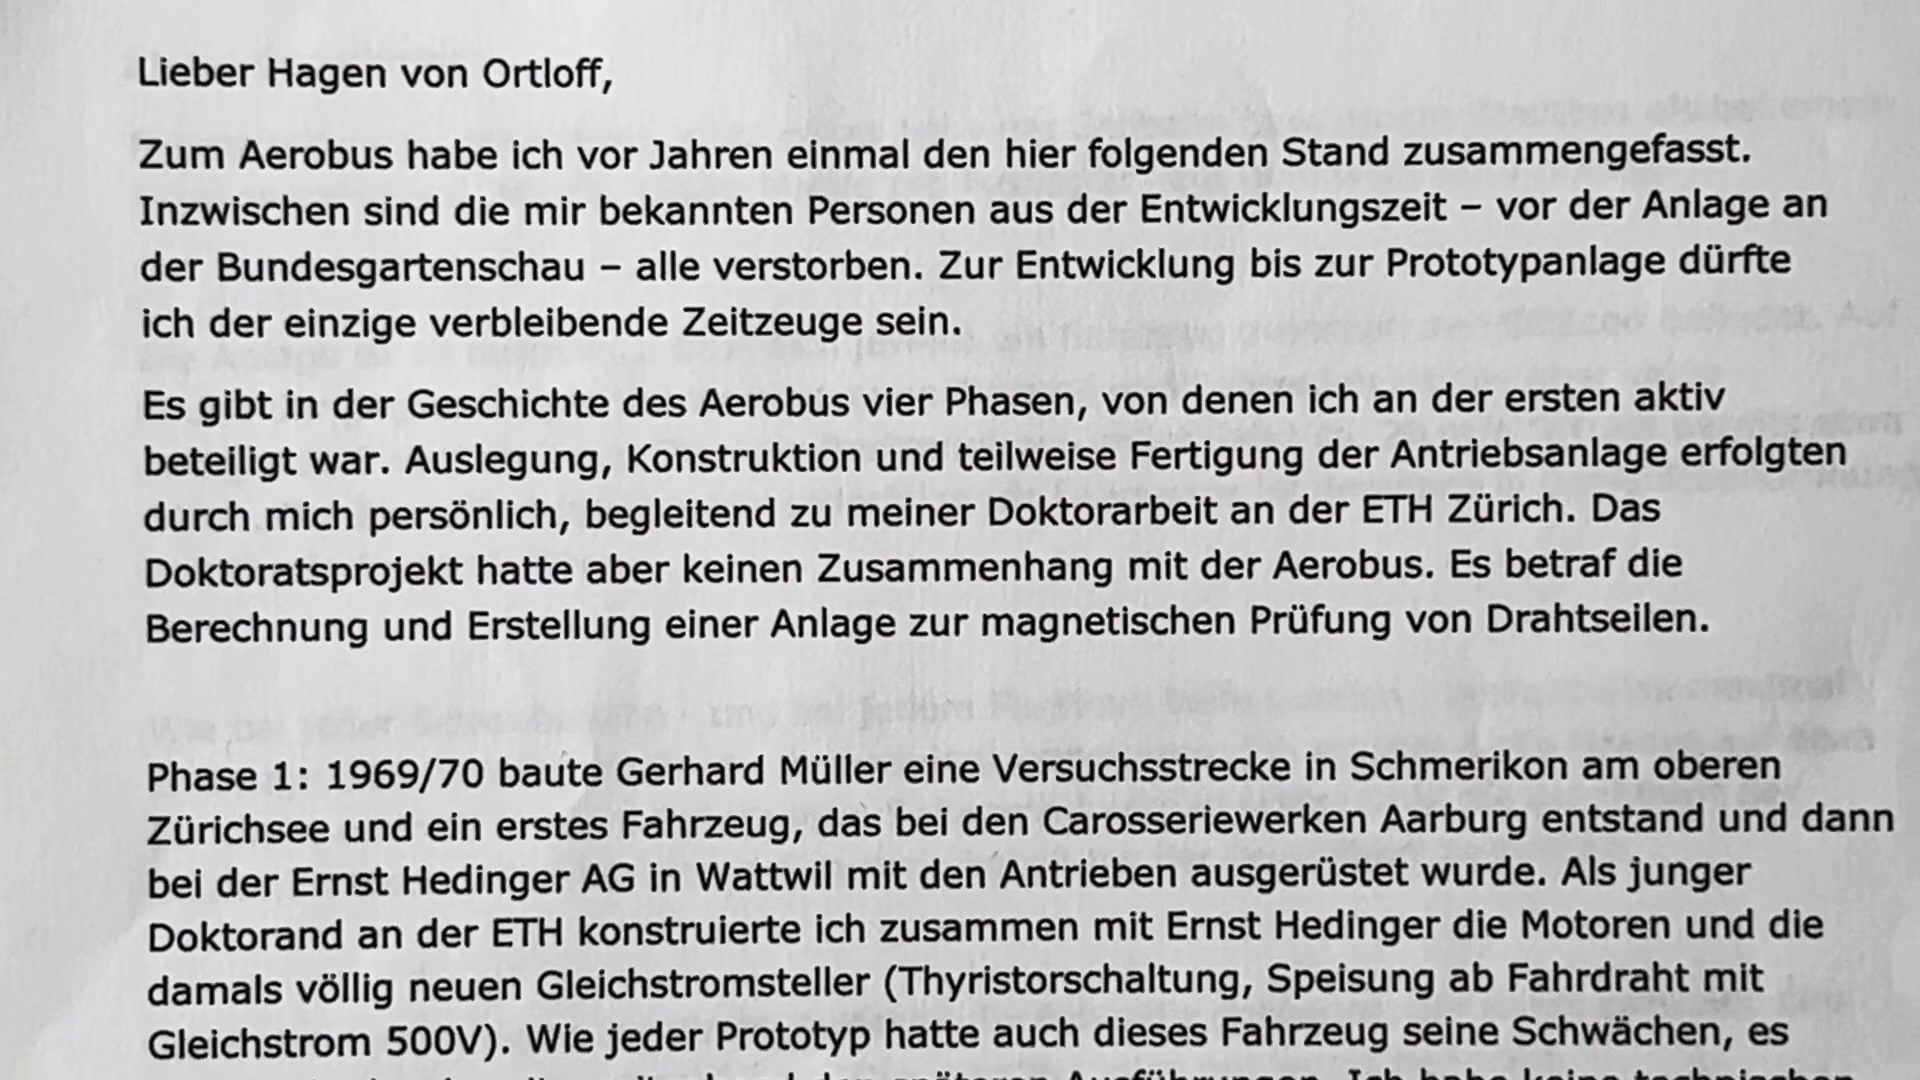 Lieber Hagen von Ortloff,
Zum Aerobus habe ich vor Jahren einmal den hier folgenden Stand zusammengefasst.
Inzwischen sind die mir bekannten Personen aus der Entwicklungszeit – vor der Anlage an
der Bundesgartenschau – alle verstorben. Zur Entwicklung bis zur Prototypanlage dürfte
ich der einzige verbleibende Zeitzeuge sein.
Es gibt in der Geschichte des Aerobus vier Phasen, von denen ich an der ersten aktiv
beteiligt war. Auslegung, Konstruktion und teilweise Fertigung der Antriebsanlage erfolgten
durch mich persönlich, begleitend zu meiner Doktorarbeit an der ETH Zürich. Das
Doktoratsprojekt hatte aber keinen Zusammenhang mit der Aerobus. Es betraf die
Berechnung und Erstellung einer Anlage zur magnetischen Prüfung von Drahtseilen.
Phase 1: 1969/70 baute Gerhard Müller eine Versuchsstrecke in Schmerikon am oberen
Zürichsee und ein erstes Fahrzeug, das bei den Carosseriewerken Aarburg entstand und dann
bei der Ernst Hedinger AG in Wattwil mit den Antrieben ausgerüstet wurde. Als junger
Doktorand an der ETH konstruierte ich zusammen mit Ernst Hedinger die Motoren und die
damals völlig neuen Gleichstromsteller (Thyristorschaltung, Speisung ab Fahrdraht mit
Gleichstrom 500V). Wie jeder Prototyp hatte auch dieses Fahrzeug seine Schwächen, es
späteren Ausführungen. Ich habe keine technischen